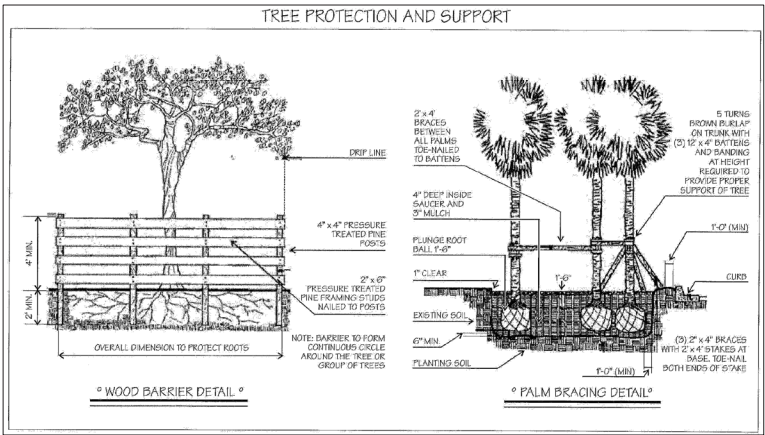 TREE PROTECTION AND SUPPORT
DRIP LINE
4" x 4" PRESSURE
TREATED PINE
POSTS
2" x 6"
PRESSURE TREATED
PINE FRAMING STUDS
NAILED TO POSTS
NOTE: BARRIER TO FORM
CONTINUOUS CIRCLE
AROUND THE TREE OR
GROUP OF TREES
4" MIN.
2" MIN.
OVERALL DIMENSION TO PROTECT ROOTS
° WOOD BARRIER DETAIL °
2' x 4'
BRACES
BETWEEN
ALL PALMS
TOE-NAILED
TO BATTENS
4" DEEP INSIDE
SAUCER AND
3" MULCH
PLUNGE ROOT
BALL 1'-6"
1" CLEAR
EXISTING SOIL
6" MIN.
PLANTING SOIL
1'-6"
5 TURNS
BROWN BURLAP
ON TRUNK WITH
(3) 12' x 4" BATTENS
AND BANDING
AT HEIGHT
REQUIRED TO
PROVIDE PROPER
SUPPORT OF TREE
1'-0" (MIN)
CURB
(3) 2" x 4" BRACES
WITH 2' x 4' STAKES AT
BASE. TOE-NAIL
BOTH ENDS OF STAKE
1'-0" (MIN)
° PALM BRACING DETAIL°